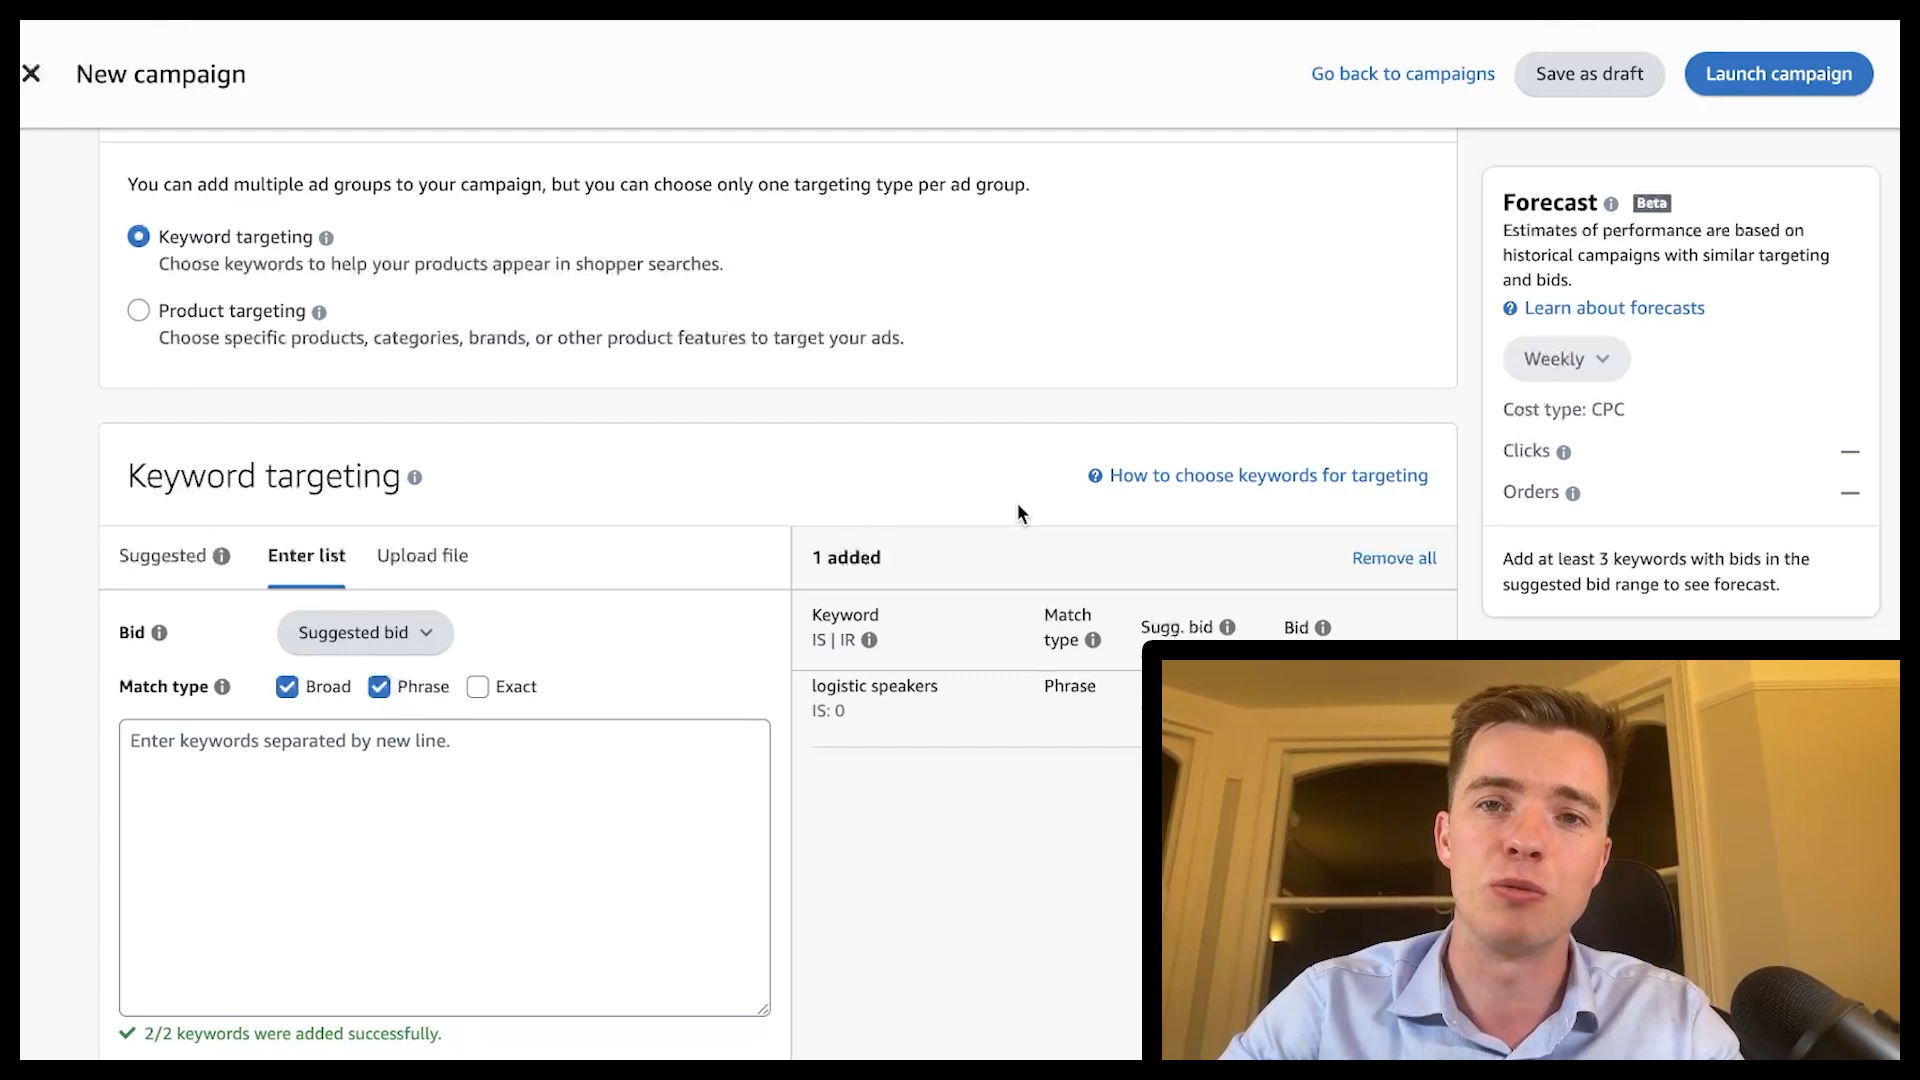 New campaign
Go back to campaigns
Save as draft
Launch campaign
You can add multiple ad groups to your campaign, but you can choose only one targeting type per ad group.
Keyword targeting
Choose keywords to help your products appear in shopper searches.
Product targeting
Choose specific products, categories, brands, or other product features to target your ads.
Forecast Beta
Estimates of performance are based on
historical campaigns with similar targeting
and bids.
Learn about forecasts
Weekly
Cost type: CPC
Clicks —
Orders —
Add at least 3 keywords with bids in the
suggested bid range to see forecast.
Keyword targeting
How to choose keywords for targeting
Suggested Enter list Upload file
Bid Suggested bid
Match type Broad Phrase Exact
Enter keywords separated by new line.
2/2 keywords were added successfully.
1 added Remove all
Keyword
IS | IR
Match
type
Sugg. bid
Bid
logistic speakers
IS: 0
Phrase